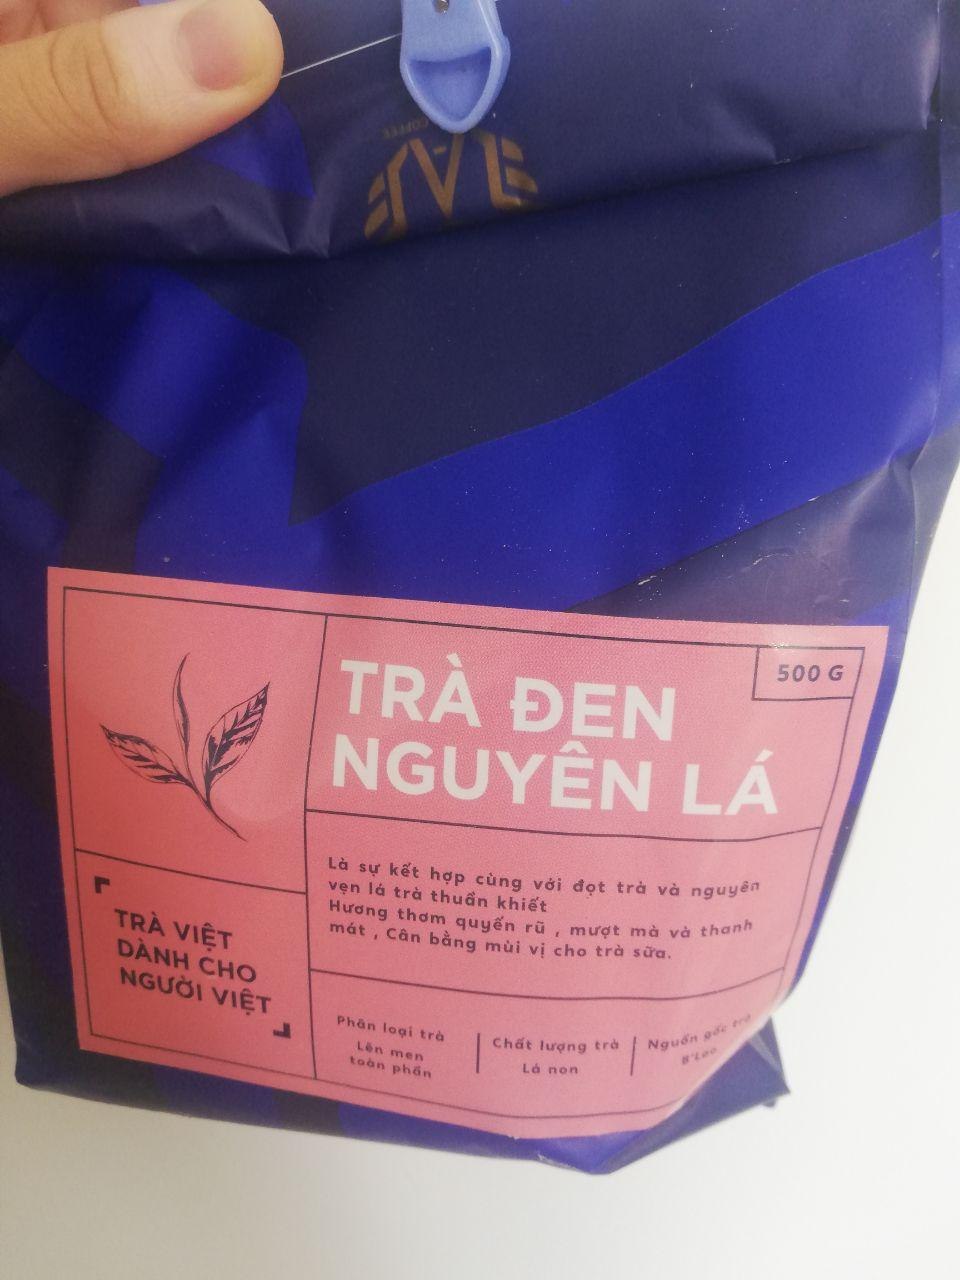 COFFEE
500 G
TRÀ ĐEN
NGUYÊN LÁ
Là sự kết hợp cùng với đọt trà và nguyên
vẹn lá trà thuần khiết
Hương thơm quyến rũ , mượt mà và thanh
mát , Cân bằng mùi vị cho trà sữa.
TRÀ VIỆT
DÀNH CHO
NGƯỜI VIỆT
Phân loại trà
Lên men
toàn phần
Chất lượng trà
Lá non
Nguồn gốc trà
B'Lao